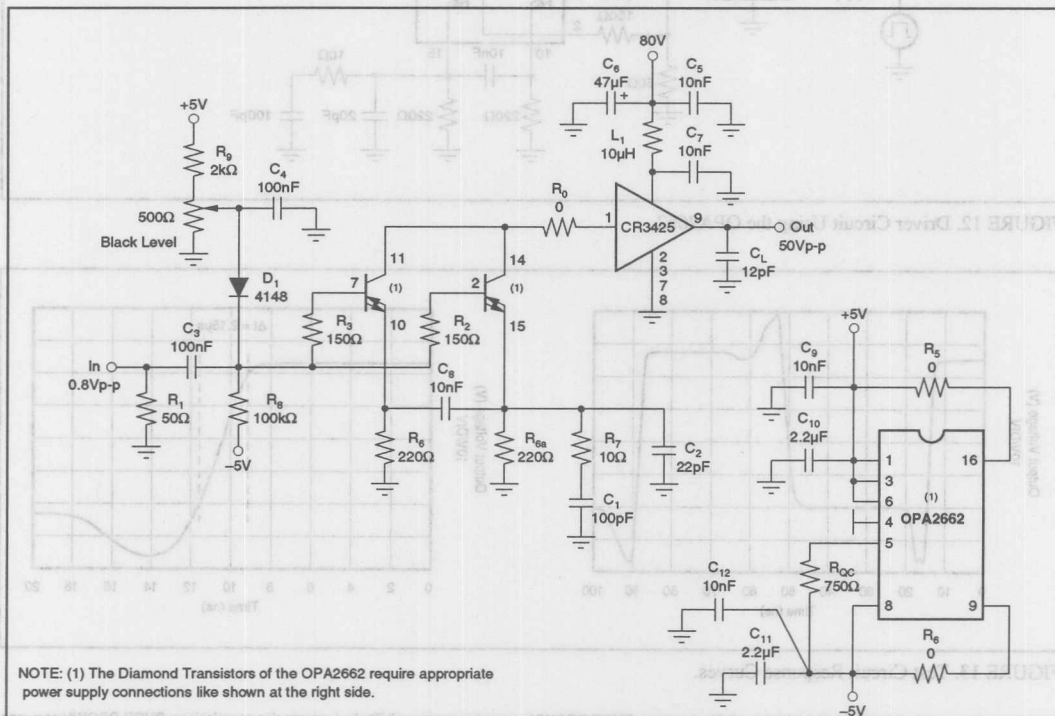 80V
C6
47µF
+
C5
10nF
L1
10µH
C7
10nF
+5V
R9
2kΩ
C4
100nF
500Ω
Black Level
R0
0
1
CR3425
9
Out
50Vp-p
2
3
7
8
CL
12pF
D1
4148
11
7
(1)
10
14
2
(1)
15
R3
150Ω
R2
150Ω
C3
100nF
In
0.8Vp-p
R1
50Ω
R8
100kΩ
–5V
C8
10nF
R6
220Ω
R6a
220Ω
R7
10Ω
C2
22pF
C1
100pF
+5V
C9
10nF
R5
0
C10
2.2µF
1
16
3
6
(1)
OPA2662
4
5
RQC
750Ω
8
9
C12
10nF
C11
2.2µF
R6
0
–5V
NOTE: (1) The Diamond Transistors of the OPA2662 require appropriate
power supply connections like shown at the right side.